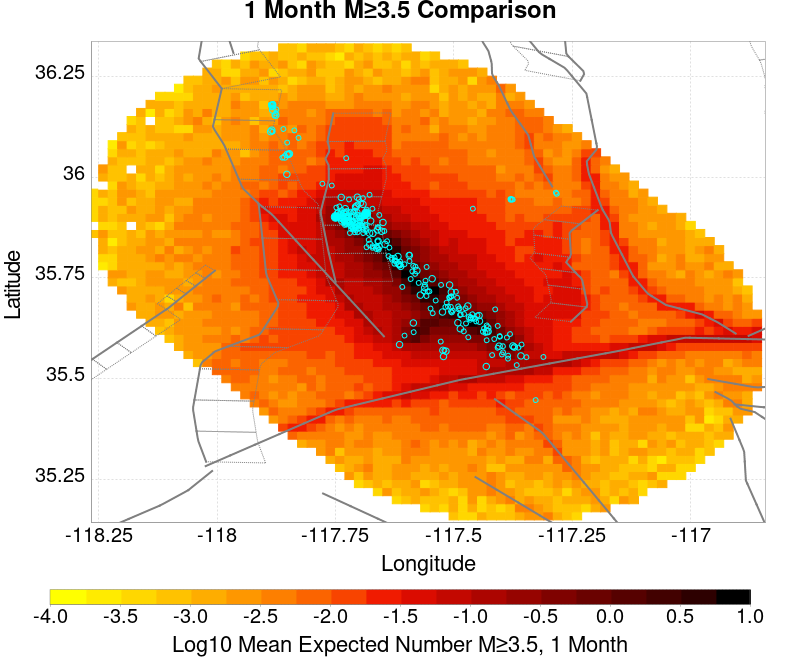 1 Month M≥3.5 Comparison
36.25
36
35.75
35.5
35.25
Latitude
-118.25 -118 -117.75 -117.5 -117.25 -117
Longitude
-4.0 -3.5 -3.0 -2.5 -2.0 -1.5 -1.0 -0.5 0.0 0.5 1.0
Log10 Mean Expected Number M≥3.5, 1 Month